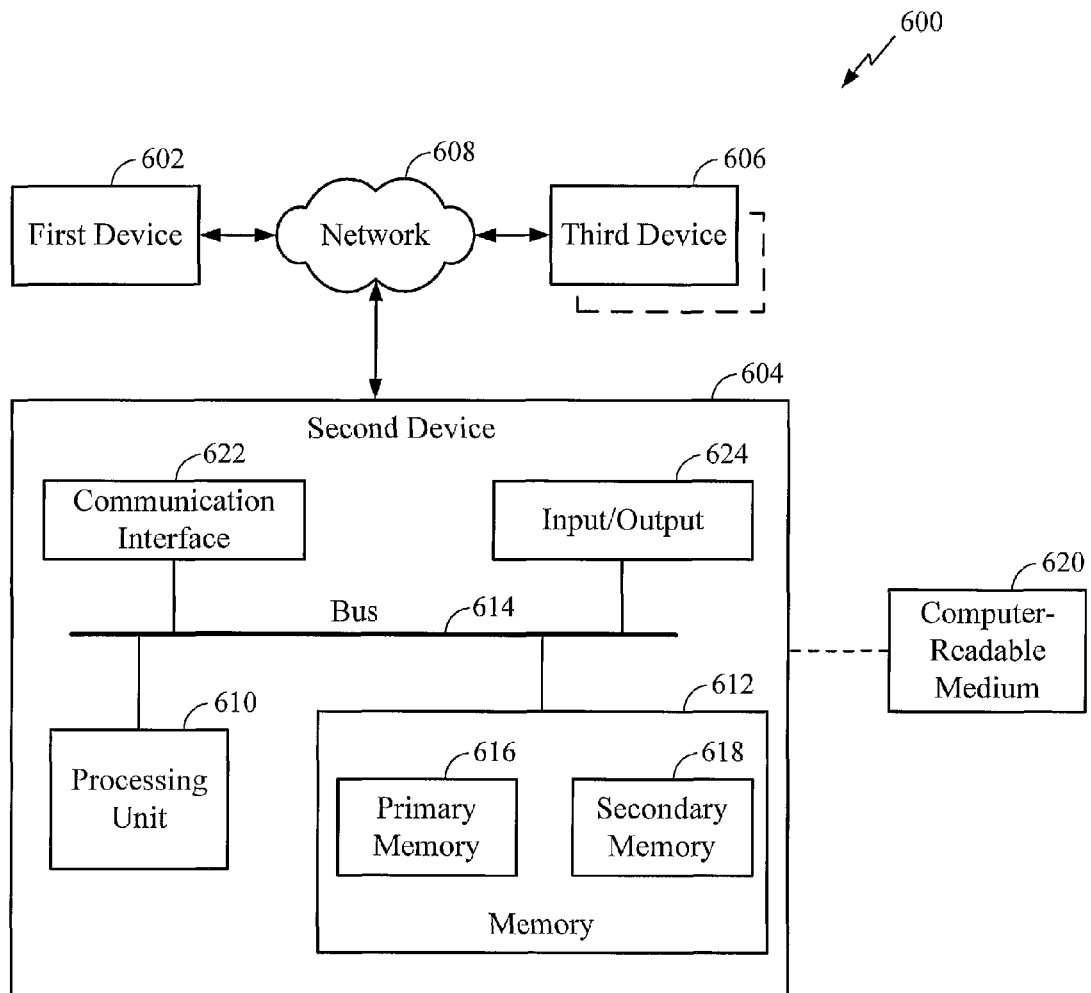 600
602
608
606
First Device
Network
Third Device
604
Second Device
622
624
Communication
Interface
Input/Output
620
Bus
614
Computer-
Readable
Medium
610
612
Processing
Unit
616
618
Primary
Memory
Secondary
Memory
Memory